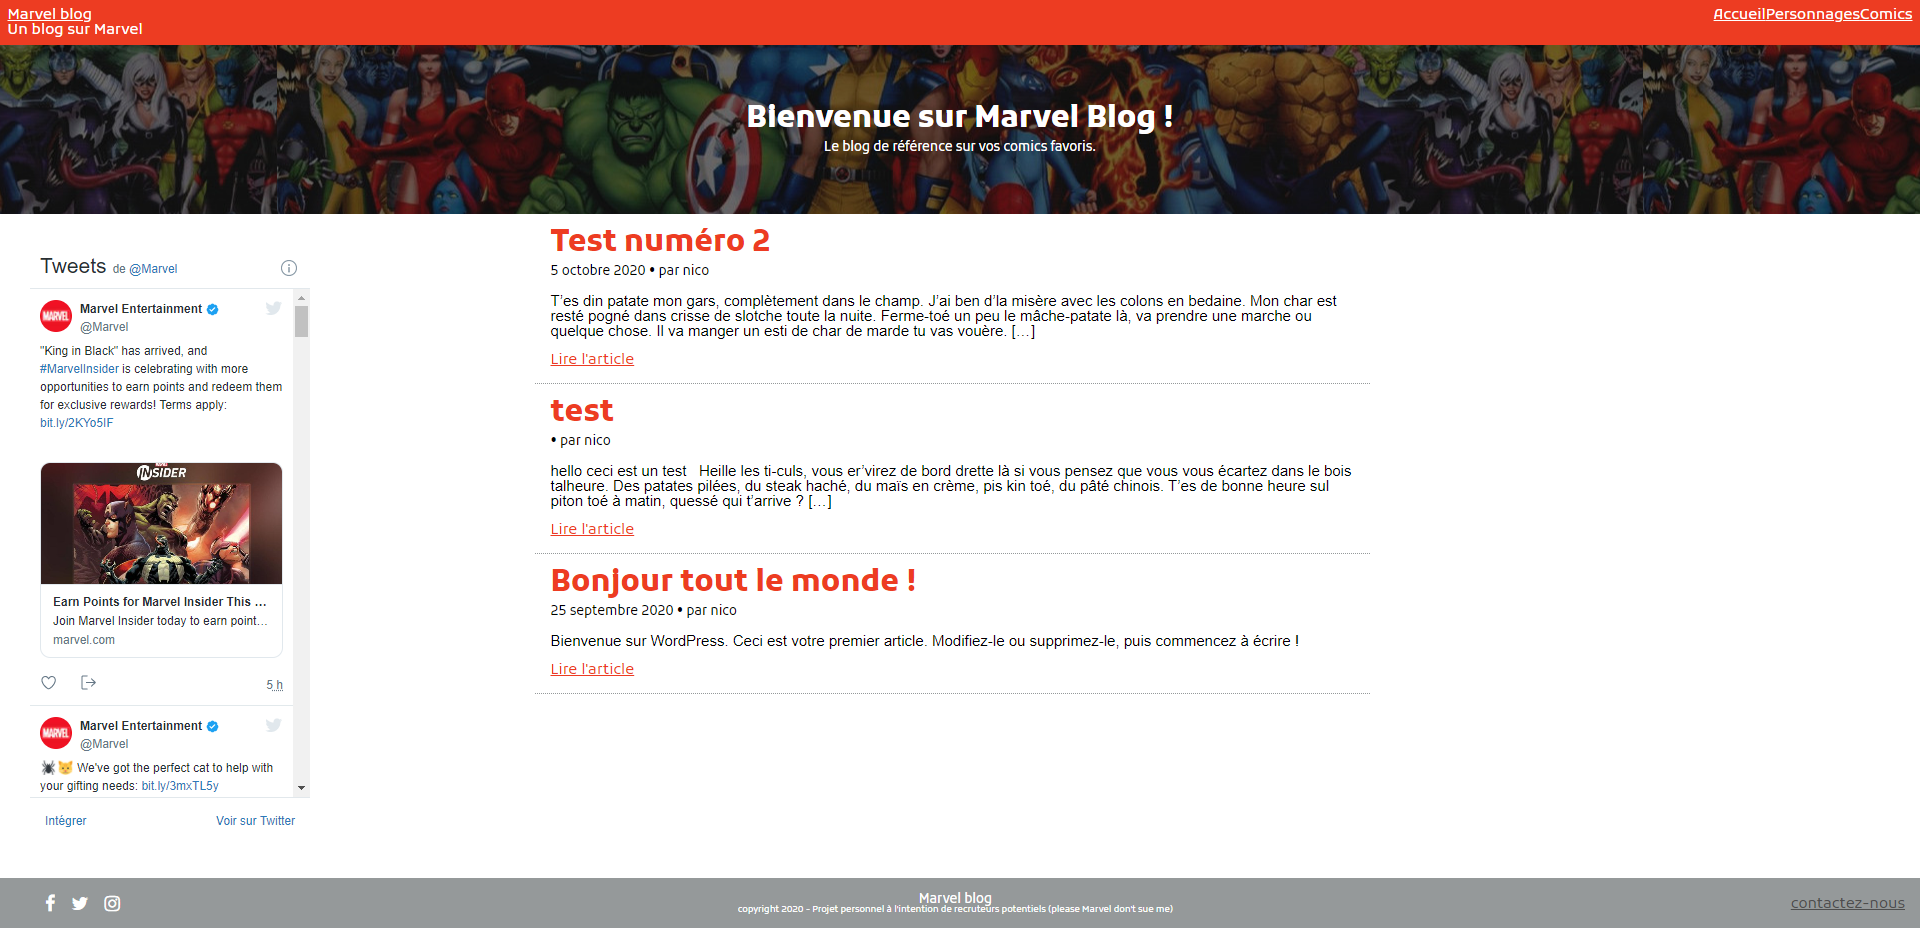 Marvel blog
Un blog sur Marvel
AccueilPersonnagesComics
Bienvenue sur Marvel Blog !
Le blog de référence sur vos comics favoris.
Tweets de @Marvel
Marvel Entertainment
@Marvel
"King in Black" has arrived, and
#MarvelInsider is celebrating with more
opportunities to earn points and redeem them
for exclusive rewards! Terms apply:
bit.ly/2KYo5IF
MARVEL
INSIDER
Earn Points for Marvel Insider This ...
Join Marvel Insider today to earn point...
marvel.com
5 h
MARVEL
Marvel Entertainment
@Marvel
We've got the perfect cat to help with
your gifting needs: bit.ly/3mxTL5y
Intégrer
Voir sur Twitter
Test numéro 2
5 octobre 2020 • par nico
T’es din patate mon gars, complètement dans le champ. J’ai ben d’la misère avec les colons en bedaine. Mon char est
resté pogné dans crisse de slotche toute la nuite. Ferme-toé un peu le mâche-patate là, va prendre une marche ou
quelque chose. Il va manger un esti de char de marde tu vas vouère. […]
Lire l'article
test
• par nico
hello ceci est un test   Heille les ti-culs, vous er’virez de bord drette là si vous pensez que vous vous écartez dans le bois
talheure. Des patates pilées, du steak haché, du maïs en crème, pis kin toé, du pâté chinois. T’es de bonne heure sul
piton toé à matin, quessé qui t’arrive ? […]
Lire l'article
Bonjour tout le monde !
25 septembre 2020 • par nico
Bienvenue sur WordPress. Ceci est votre premier article. Modifiez-le ou supprimez-le, puis commencez à écrire !
Lire l'article
Marvel blog
copyright 2020 - Projet personnel à l'intention de recruteurs potentiels (please Marvel don't sue me)
contactez-nous